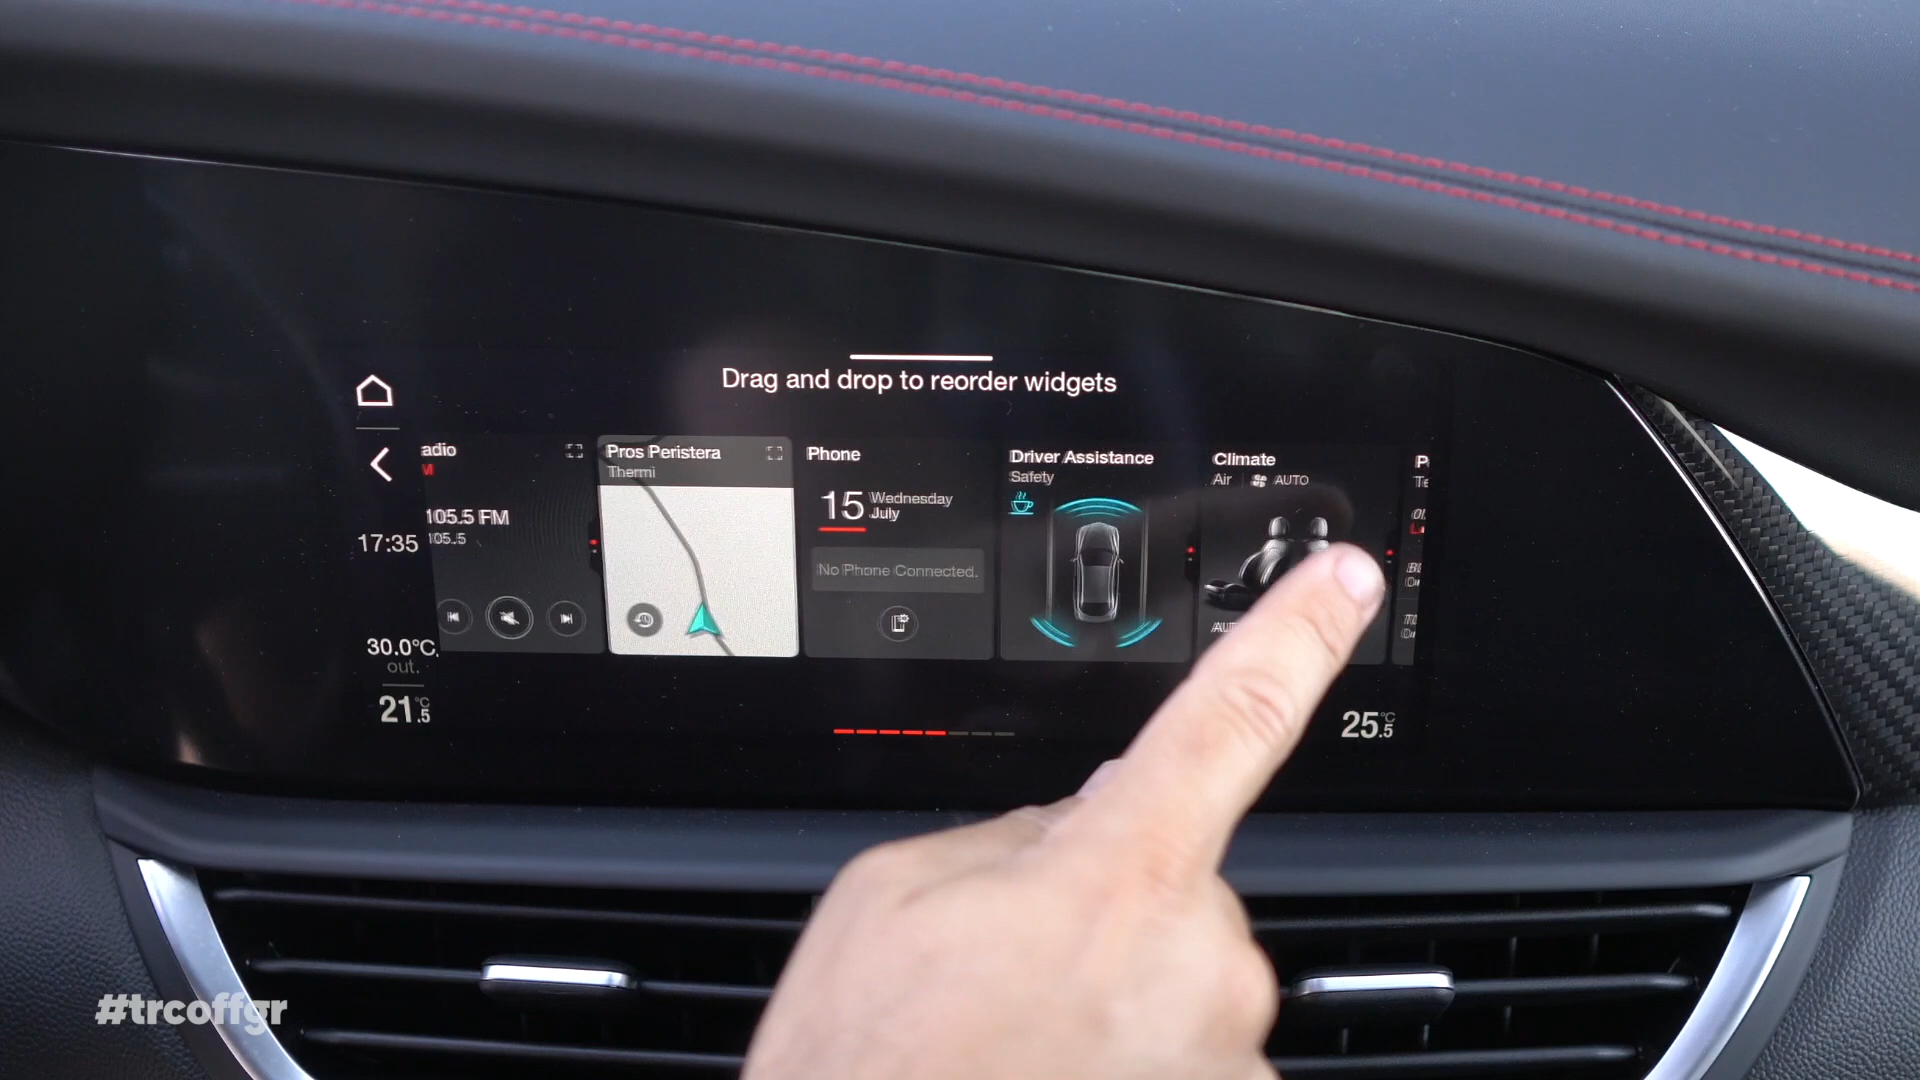 Drag and drop to reorder widgets
adio
M
105.5 FM
105.5
Pros Peristera
Thermi
Phone
15 Wednesday
July
No Phone Connected.
Driver Assistance
Safety
Climate
Air AUTO
17:35
30.0°C
out.
21.5 °C
25.5 °C
#trcoffgr